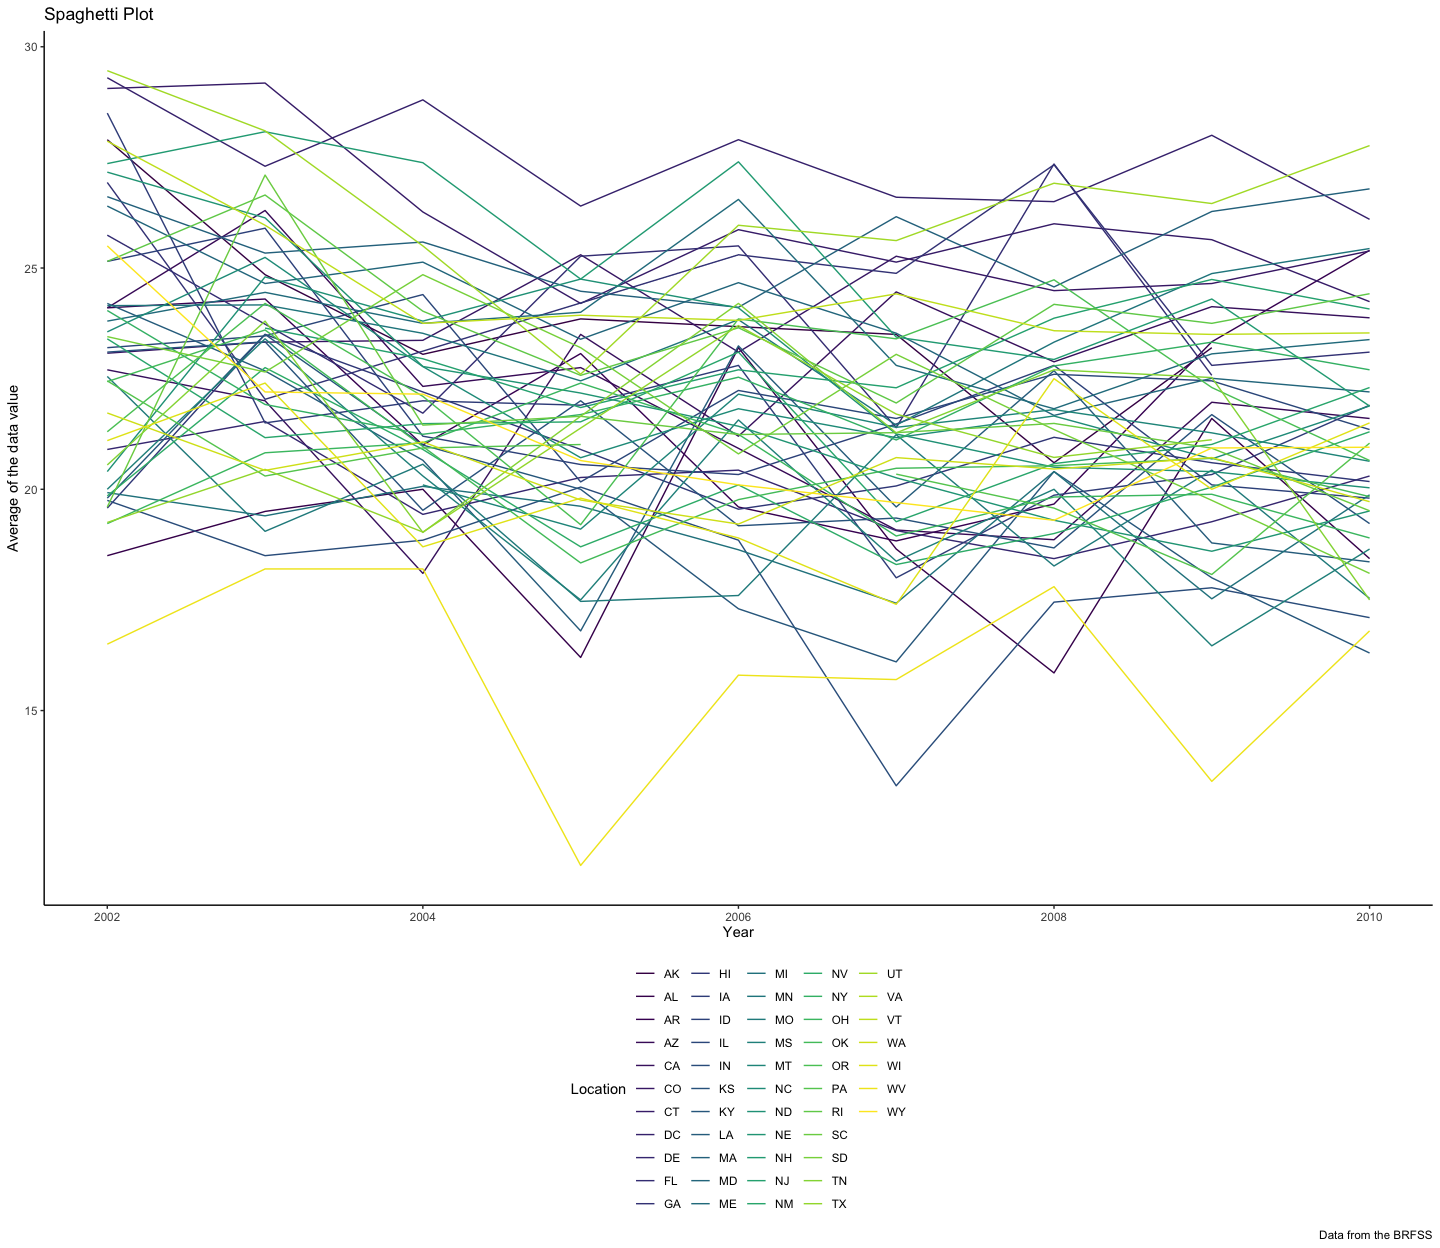 Spaghetti Plot
30
25
20
15
Average of the data value
2002 2004 2006 2008 2010
Year
AK HI MI NV UT
AL IA MN NY VA
AR ID MO OH VT
AZ IL MS OK WA
CA IN MT OR WI
Location CO KS NC PA WV
CT KY ND RI WY
DC LA NE SC
DE MA NH SD
FL MD NJ TN
GA ME NM TX
Data from the BRFSS